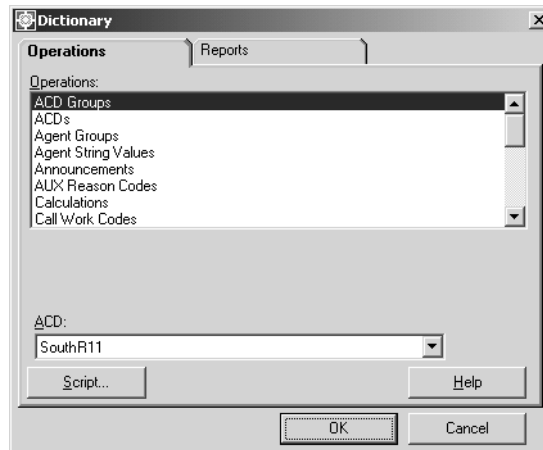 Dictionary
Operations
Reports
Operations:
ACD Groups
ACDs
Agent Groups
Agent String Values
Announcements
AUX Reason Codes
Calculations
Call Work Codes
ACD:
SouthR11
Script...
Help
OK
Cancel